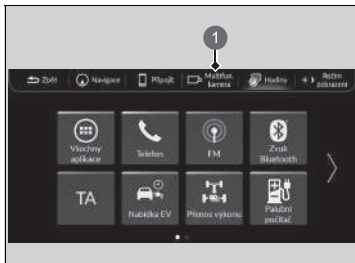 1
Zpět
Navigace
Připojit
Multifun.
kamera
Hodiny
Režim
zobrazení
Všechny
aplikace
Telefon
FM
Zvuk
Bluetooth
TA
Nabídka EV
Přenos výkonu
Palubní
počítač